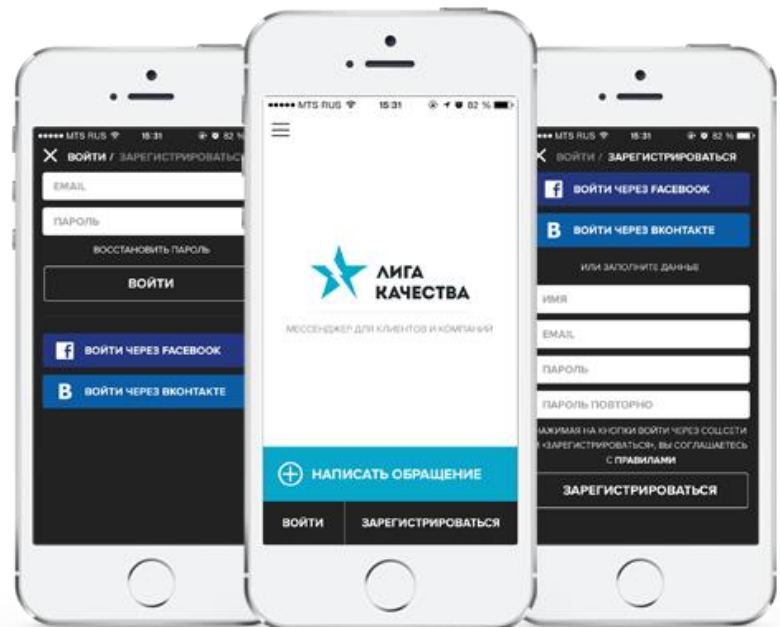 MTS RUS 15:31 82 %
ВОЙТИ / ЗАРЕГИСТРИРОВАТЬСЯ
EMAIL
ПАРОЛЬ
ВОССТАНОВИТЬ ПАРОЛЬ
ВОЙТИ
f ВОЙТИ ЧЕРЕЗ FACEBOOK
B ВОЙТИ ЧЕРЕЗ ВКОНТАКТЕ
MTS RUS 15:31 82 %
ЛИГА
КАЧЕСТВА
МЕССЕНДЖЕР ДЛЯ КЛИЕНТОВ И КОМПАНИЙ
НАПИСАТЬ ОБРАЩЕНИЕ
ВОЙТИ ЗАРЕГИСТРИРОВАТЬСЯ
MTS RUS 15:31 82 %
ВОЙТИ / ЗАРЕГИСТРИРОВАТЬСЯ
f ВОЙТИ ЧЕРЕЗ FACEBOOK
B ВОЙТИ ЧЕРЕЗ ВКОНТАКТЕ
ИЛИ ЗАПОЛНИТЕ ДАННЫЕ
ИМЯ
EMAIL
ПАРОЛЬ
ПАРОЛЬ ПОВТОРНО
НАЖИМАЯ НА КНОПКИ ВОЙТИ ЧЕРЕЗ СОЦ.СЕТИ
И «ЗАРЕГИСТРИРОВАТЬСЯ», ВЫ СОГЛАШАЕТЕСЬ
С ПРАВИЛАМИ
ЗАРЕГИСТРИРОВАТЬСЯ